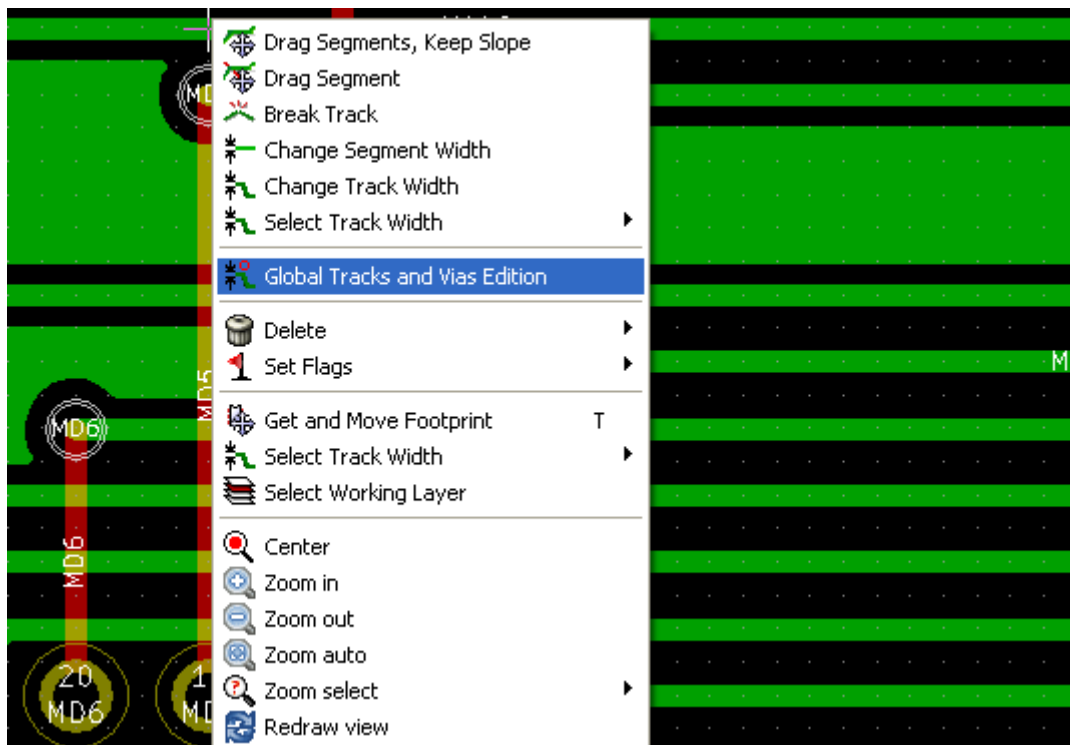 Drag Segments, Keep Slope
Drag Segment
Break Track
Change Segment Width
Change Track Width
Select Track Width
Global Tracks and Vias Edition
Delete
Set Flags
Get and Move Footprint T
Select Track Width
Select Working Layer
Center
Zoom in
Zoom out
Zoom auto
Zoom select
Redraw view
MD5
MD6
MD6
20
MD6
1
M